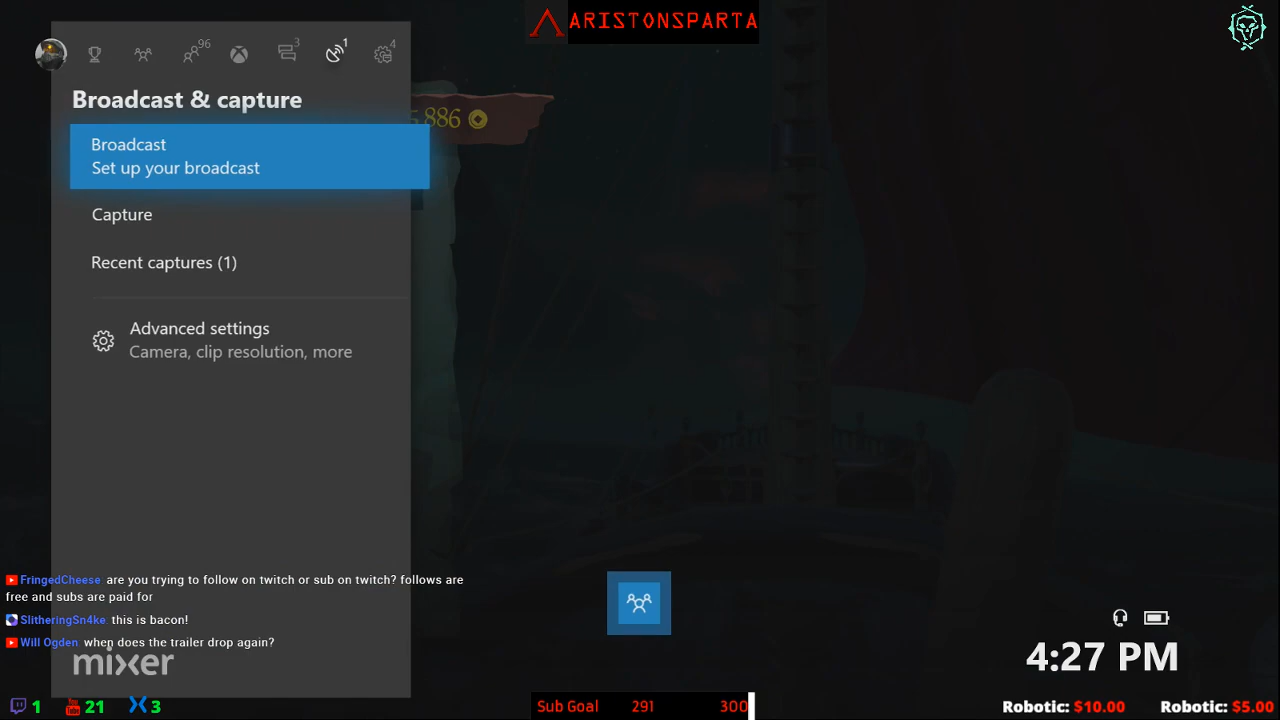 ARISTONSPARTA
96
3
1
4
Broadcast & capture
5,886
Broadcast
Set up your broadcast
Capture
Recent captures (1)
Advanced settings
Camera, clip resolution, more
FringedCheese: are you trying to follow on twitch or sub on twitch? follows are
free and subs are paid for
SlitheringSn4ke: this is bacon!
Will Ogden: when does the trailer drop again?
mixer
4:27 PM
1 21 3
Sub Goal 291 300
Robotic: $10.00 Robotic: $5.00